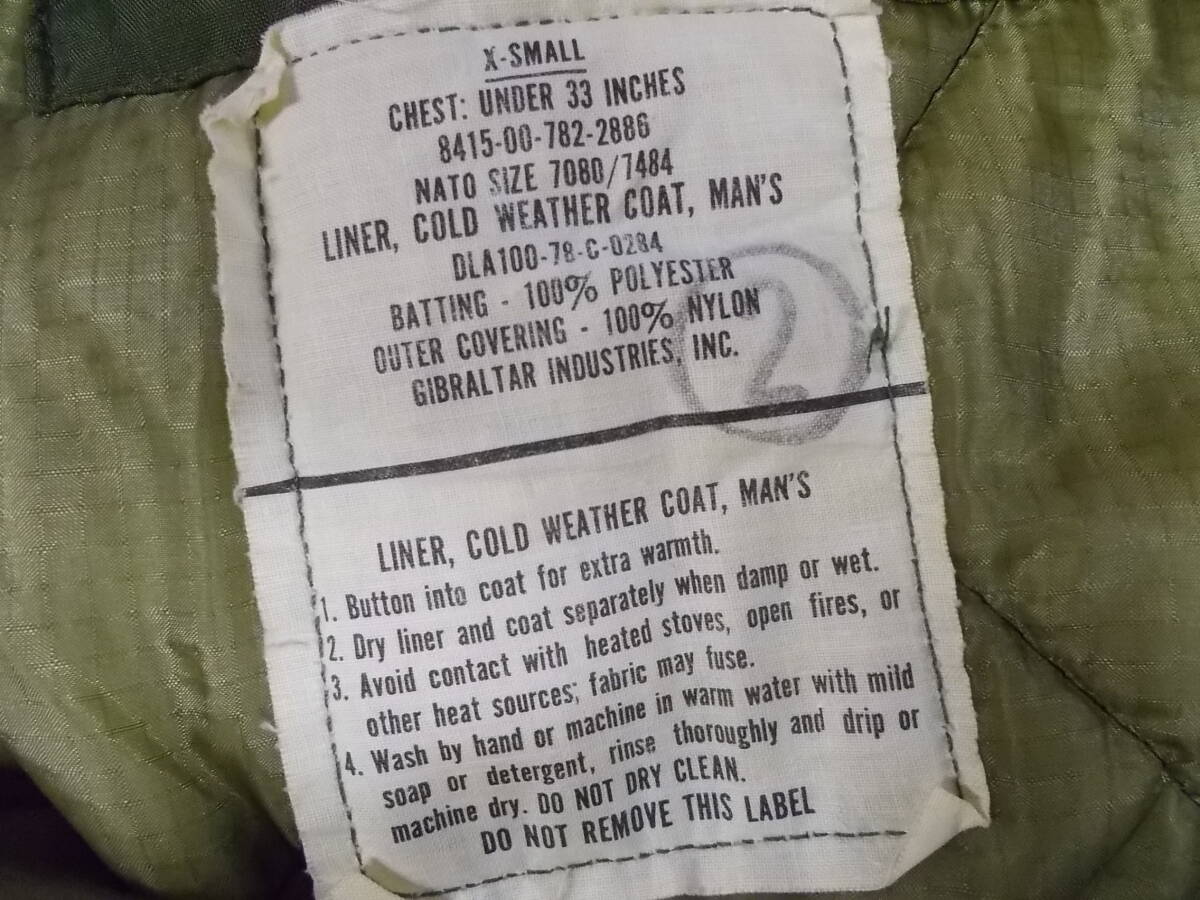 X-SMALL
CHEST: UNDER 33 INCHES
8415-00-782-2886
NATO SIZE 7080/7484
LINER, COLD WEATHER COAT, MAN'S
DLA100-78-C-0284
BATTING - 100% POLYESTER
OUTER COVERING - 100% NYLON
GIBRALTAR INDUSTRIES, INC.
2
LINER, COLD WEATHER COAT, MAN'S
1. Button into coat for extra warmth.
2. Dry liner and coat separately when damp or wet.
3. Avoid contact with heated stoves, open fires, or
other heat sources; fabric may fuse.
4. Wash by hand or machine in warm water with mild
soap or detergent, rinse thoroughly and drip or
machine dry. DO NOT DRY CLEAN.
DO NOT REMOVE THIS LABEL